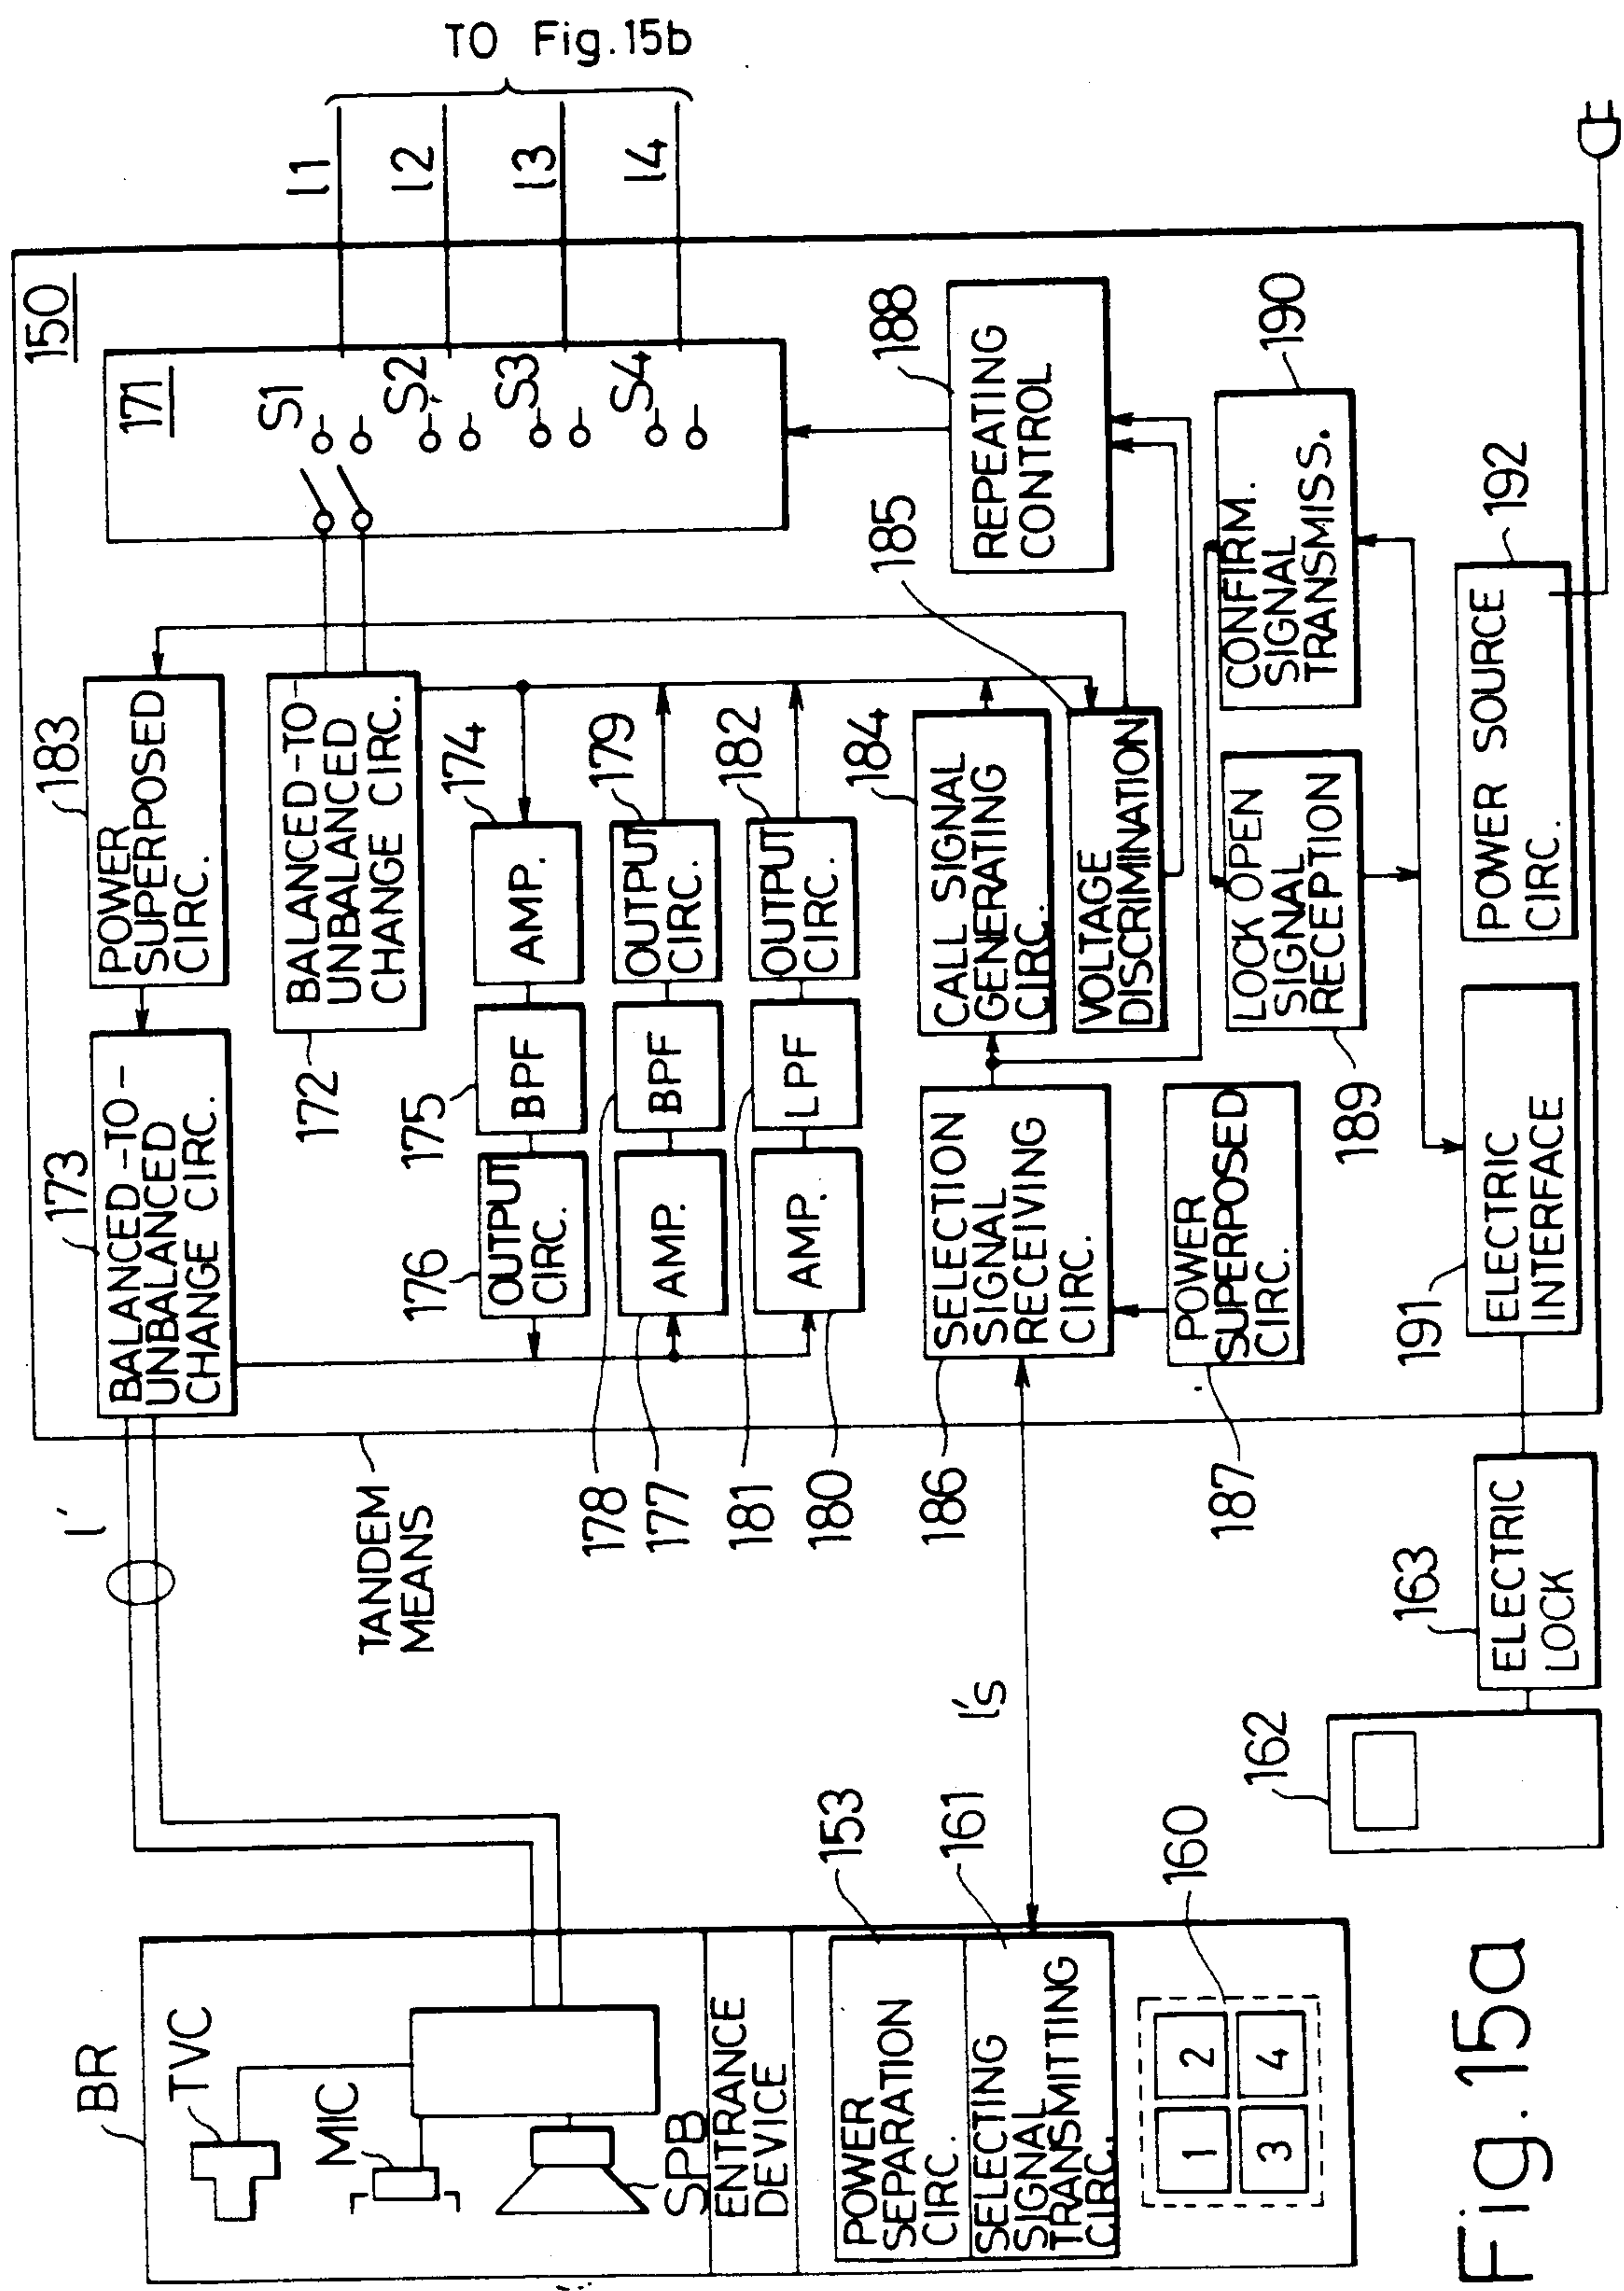 TO Fig.15b
l1
l2
l3
l4
150
171
S1
S2
S3
S4
188
REPEATING
CONTROL
183
POWER
SUPERPOSED
CIRC.
172
BALANCED-TO-
UNBALANCED
CHANGE CIRC.
173
BALANCED-TO-
UNBALANCED
CHANGE CIRC.
174
AMP.
175
BPF
176
OUTPUT
CIRC.
179
OUTPUT
CIRC.
178
BPF
177
AMP.
182
OUTPUT
CIRC.
181
LPF
180
AMP.
184
CALL SIGNAL
GENERATING
CIRC.
185
VOLTAGE
DISCRIMINATION
186
SELECTION
SIGNAL
RECEIVING
CIRC.
187
POWER
SUPERPOSED
CIRC.
190
CONFIRM.
SIGNAL
TRANSMISS.
189
LOCK OPEN
SIGNAL
RECEPTION
192
POWER SOURCE
CIRC.
191
ELECTRIC
INTERFACE
163
ELECTRIC
LOCK
162
l'
TANDEM
MEANS
l's
BR
TVC
MIC
SPB
ENTRANCE
DEVICE
153
POWER
SEPARATION
CIRC.
161
SELECTING
SIGNAL
TRANSMITTING
CIRC.
160
1 2
3 4
Fig.15a